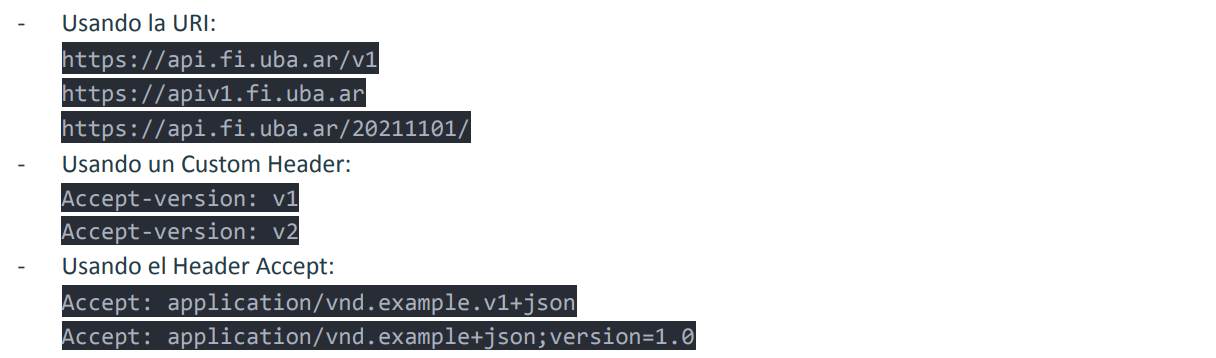 - Usando la URI:
https://api.fi.uba.ar/v1
https://apiv1.fi.uba.ar
https://api.fi.uba.ar/20211101/
- Usando un Custom Header:
Accept-version: v1
Accept-version: v2
- Usando el Header Accept:
Accept: application/vnd.example.v1+json
Accept: application/vnd.example+json;version=1.0